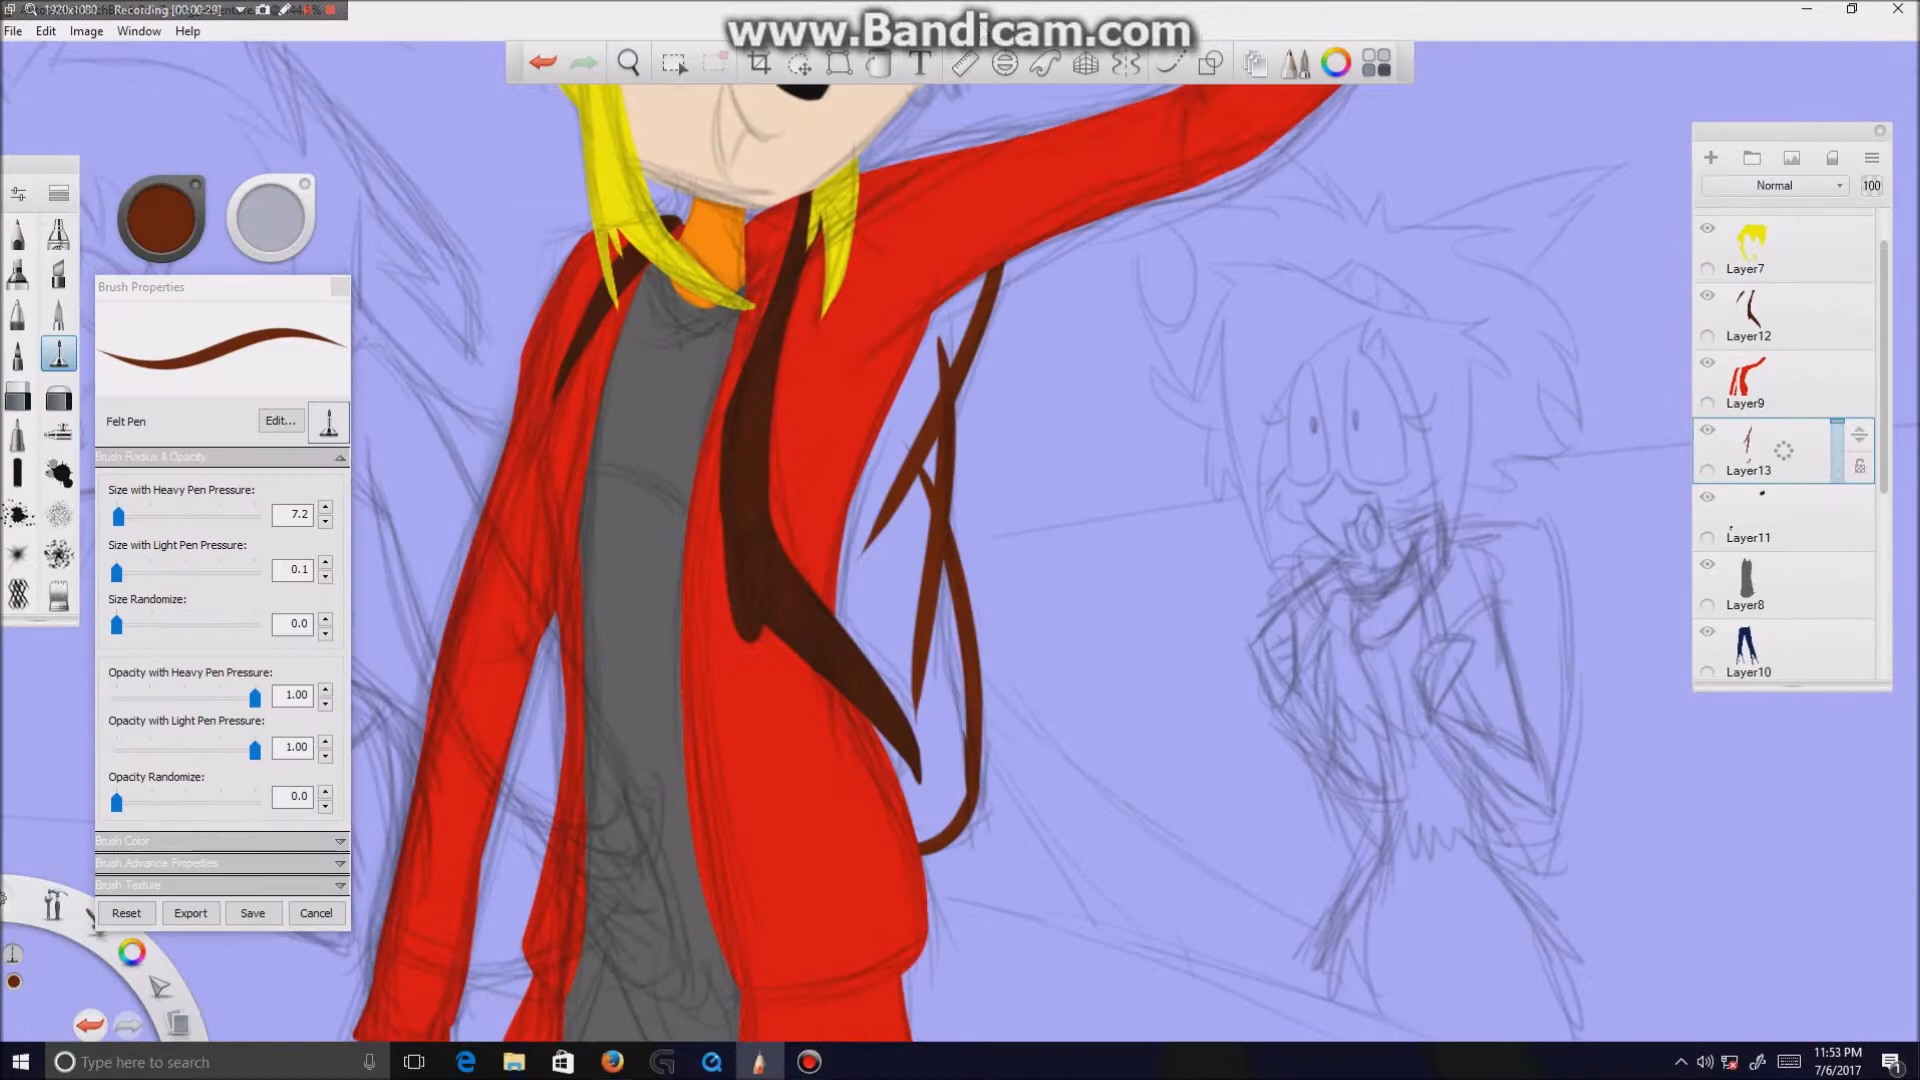 1920x1080 Recording [00:00:29]
www.Bandicam.com
File Edit Image Window Help
Brush Properties
Felt Pen Edit...
Brush Radius & Opacity
Size with Heavy Pen Pressure:
7.2
Size with Light Pen Pressure:
0.1
Size Randomize:
0.0
Opacity with Heavy Pen Pressure:
1.00
Opacity with Light Pen Pressure:
1.00
Opacity Randomize:
0.0
Brush Color
Brush Advance Properties
Brush Texture
Reset Export Save Cancel
Normal 100
Layer7
Layer12
Layer9
Layer13
Layer11
Layer8
Layer10
Type here to search
11:53 PM
7/6/2017